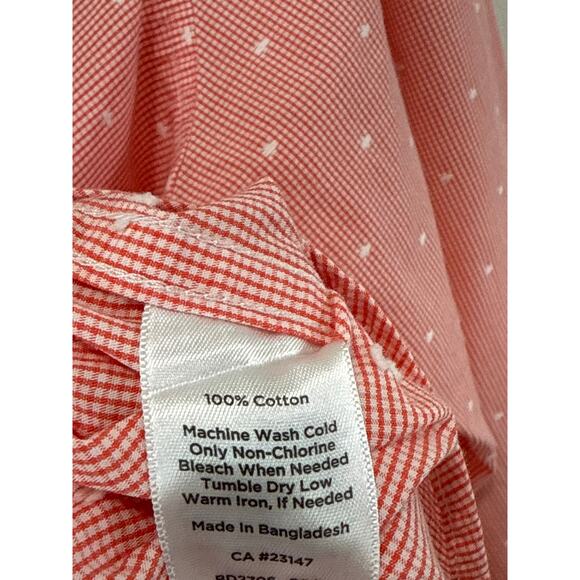 100% Cotton
Machine Wash Cold
Only Non-Chlorine
Bleach When Needed
Tumble Dry Low
Warm Iron, If Needed
Made In Bangladesh
CA #23147